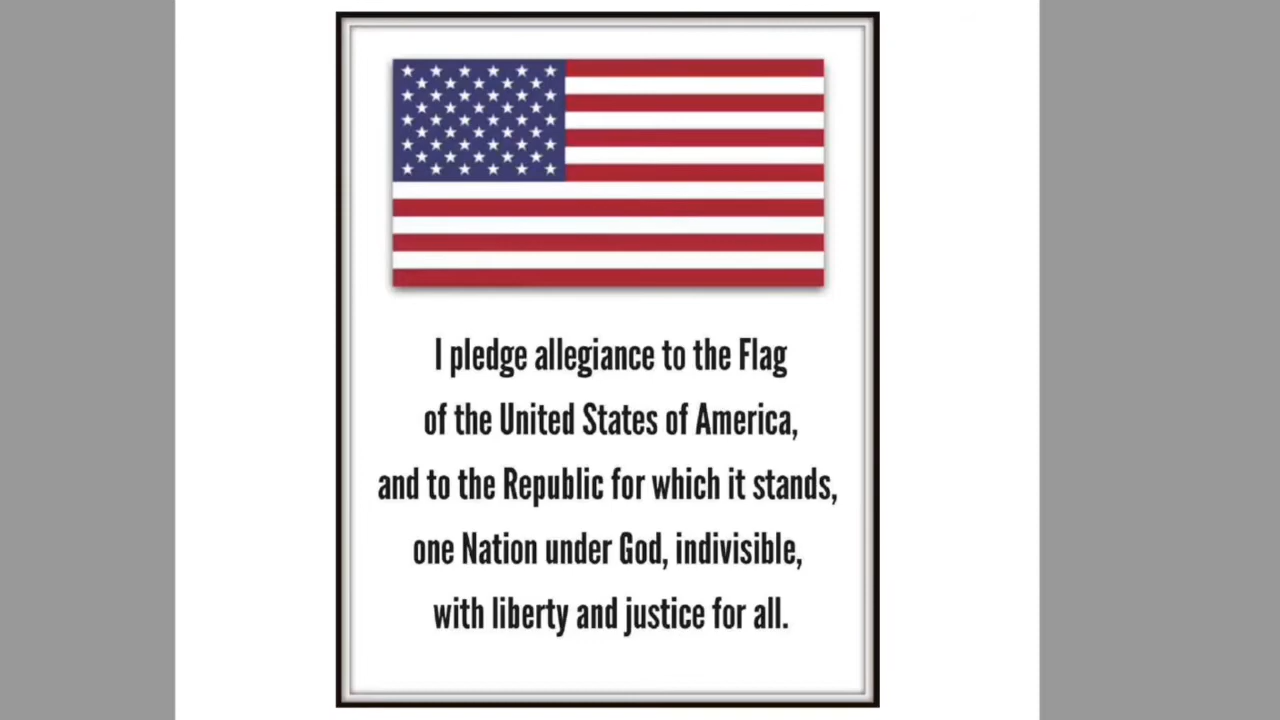 I pledge allegiance to the Flag
of the United States of America,
and to the Republic for which it stands,
one Nation under God, indivisible,
with liberty and justice for all.